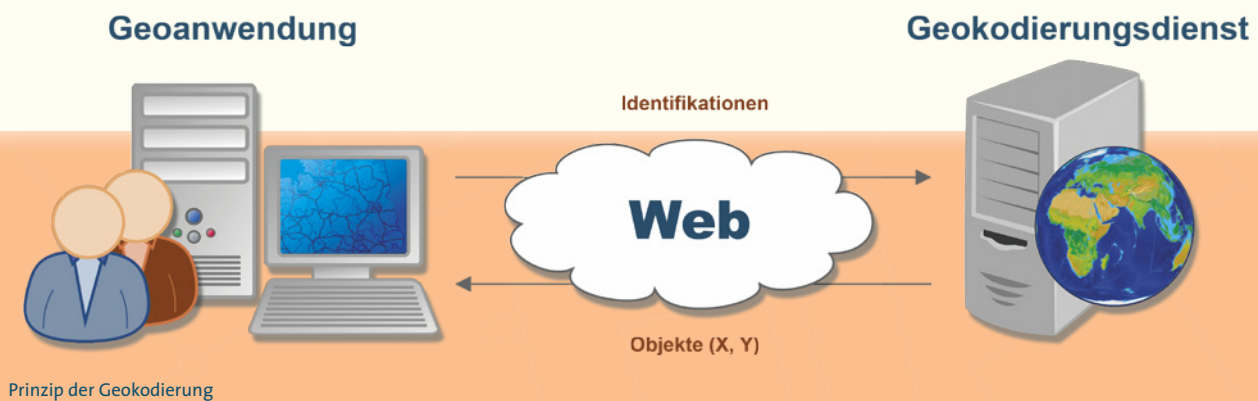 Geoanwendung
Geokodierungsdienst
Identifikationen
Web
Objekte (X, Y)
Prinzip der Geokodierung